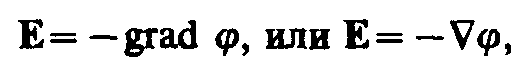 E = −grad φ, или E = −∇φ,